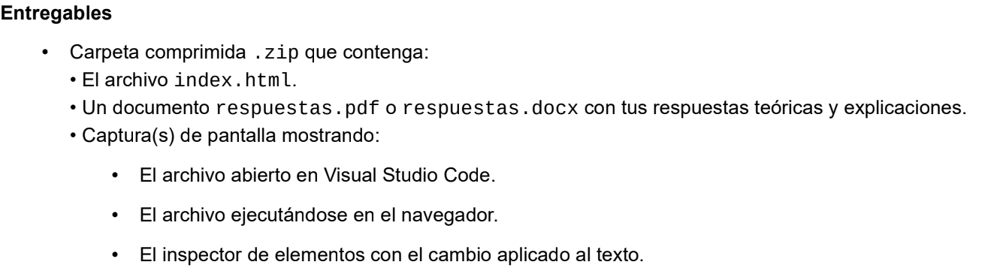 Entregables
• Carpeta comprimida .zip que contenga:
• El archivo index.html.
• Un documento respuestas.pdf o respuestas.docx con tus respuestas teóricas y explicaciones.
• Captura(s) de pantalla mostrando:
• El archivo abierto en Visual Studio Code.
• El archivo ejecutándose en el navegador.
• El inspector de elementos con el cambio aplicado al texto.